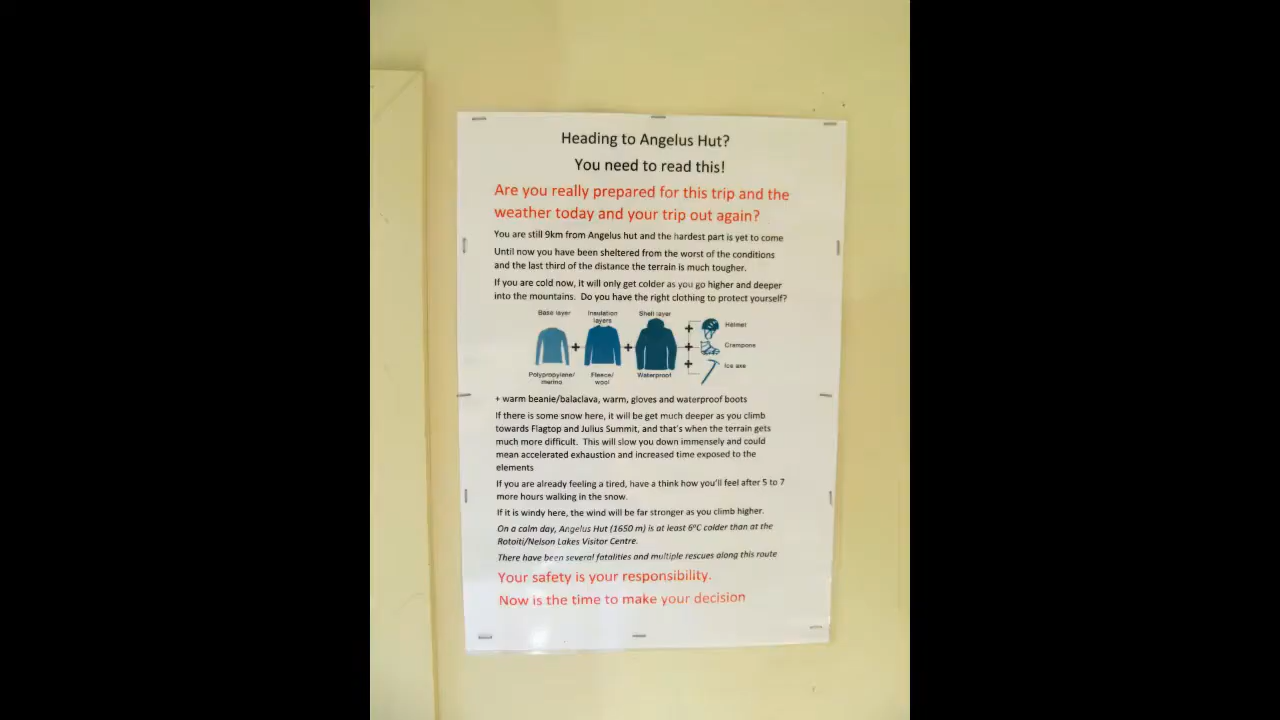 Heading to Angelus Hut?
You need to read this!
Are you really prepared for this trip and the
weather today and your trip out again?
You are still 9km from Angelus hut and the hardest part is yet to come
Until now you have been sheltered from the worst of the conditions
and the last third of the distance the terrain is much tougher.
If you are cold now, it will only get colder as you go higher and deeper
into the mountains. Do you have the right clothing to protect yourself?
Base layer
Insulation
layers
Shell layer
+
+
+
+
+
Helmet
Crampons
Ice axe
Polypropylene/
merino
Fleece/
wool
Waterproof
+ warm beanie/balaclava, warm, gloves and waterproof boots
If there is some snow here, it will be get much deeper as you climb
towards Flagtop and Julius Summit, and that's when the terrain gets
much more difficult. This will slow you down immensely and could
mean accelerated exhaustion and increased time exposed to the
elements
If you are already feeling a tired, have a think how you'll feel after 5 to 7
more hours walking in the snow.
If it is windy here, the wind will be far stronger as you climb higher.
On a calm day, Angelus Hut (1650 m) is at least 6ºC colder than at the
Rotoiti/Nelson Lakes Visitor Centre.
There have been several fatalities and multiple rescues along this route
Your safety is your responsibility.
Now is the time to make your decision